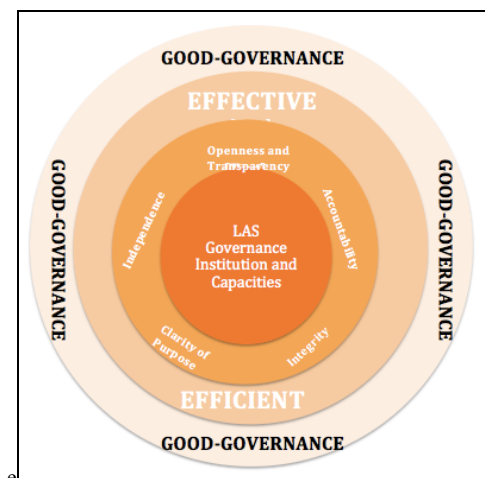 GOOD-GOVERNANCE
EFFECTIVE
Openness and
Transparency
Independence
Accountability
GOOD-GOVERNANCE
GOOD-GOVERNANCE
LAS
Governance
Institution and
Capacities
Clarity of
Purpose
Integrity
EFFICIENT
GOOD-GOVERNANCE
e